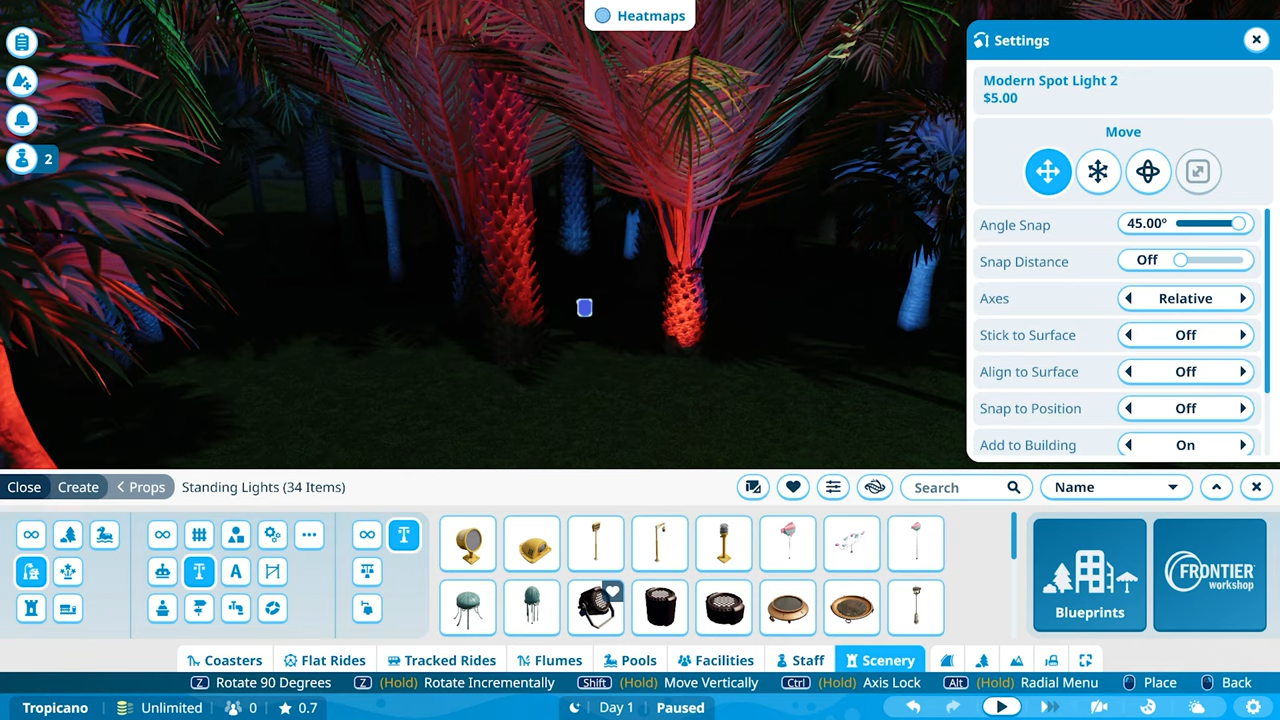 Heatmaps
Settings
Modern Spot Light 2
$5.00
Move
Angle Snap 45.00°
Snap Distance Off
Axes Relative
Stick to Surface Off
Align to Surface Off
Snap to Position Off
Add to Building On
2
Close Create Props Standing Lights (34 Items) Search Name
Blueprints
FRONTIER
workshop
Coasters Flat Rides Tracked Rides Flumes Pools Facilities Staff Scenery
Z Rotate 90 Degrees Z (Hold) Rotate Incrementally Shift (Hold) Move Vertically Ctrl (Hold) Axis Lock Alt (Hold) Radial Menu Place Back
Tropicano Unlimited 0 0.7 Day 1 Paused